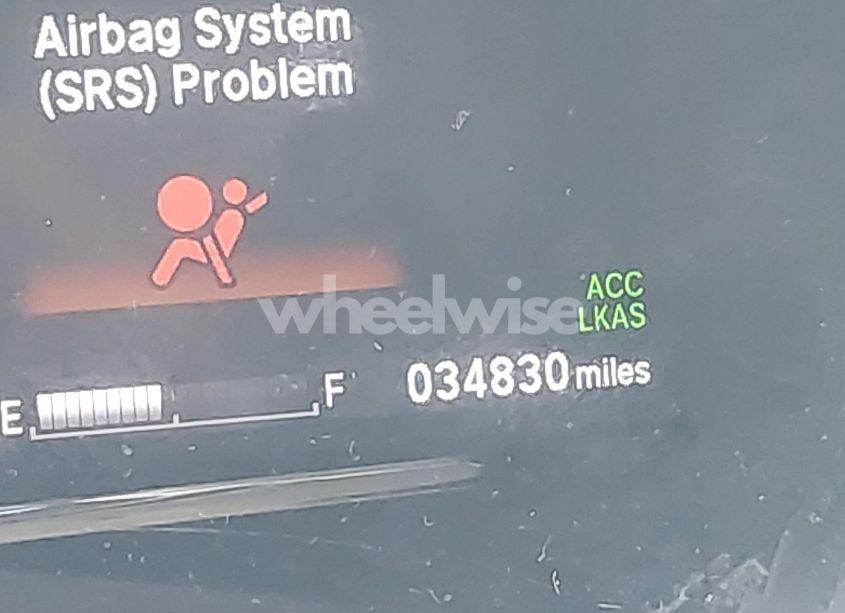 Airbag System
(SRS) Problem
wheelwise
ACC
LKAS
E
F
034830 miles